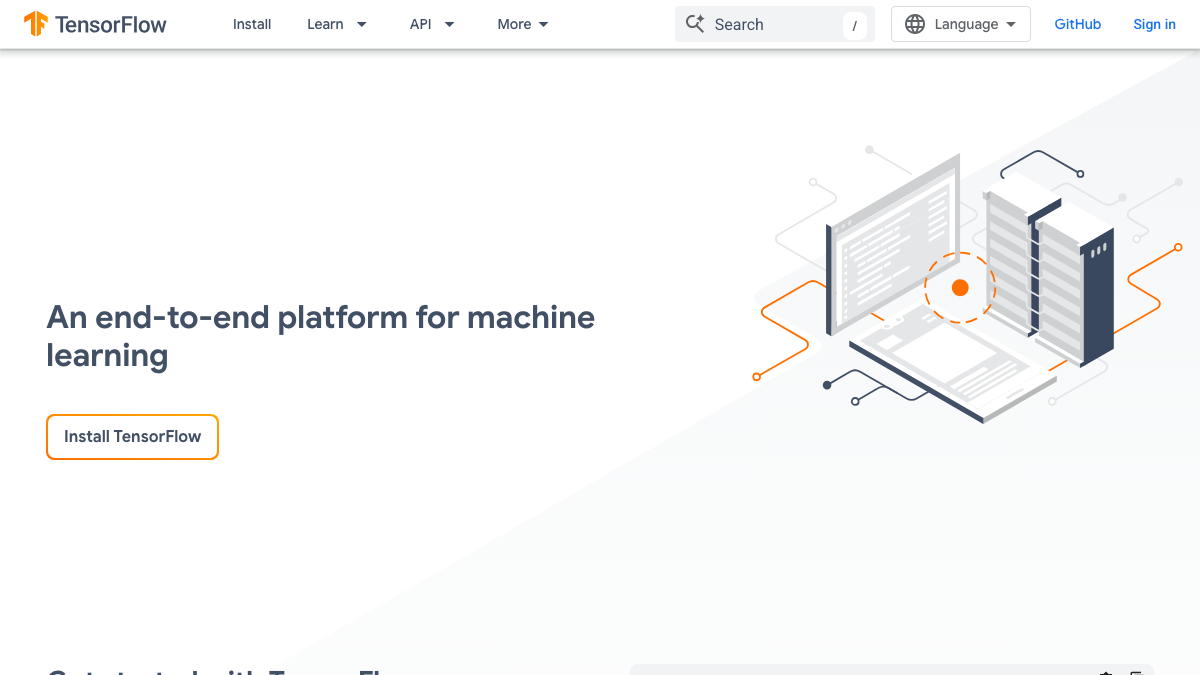 TensorFlow
Install
Learn
API
More
Search
/
Language
GitHub
Sign in
An end-to-end platform for machine
learning
Install TensorFlow